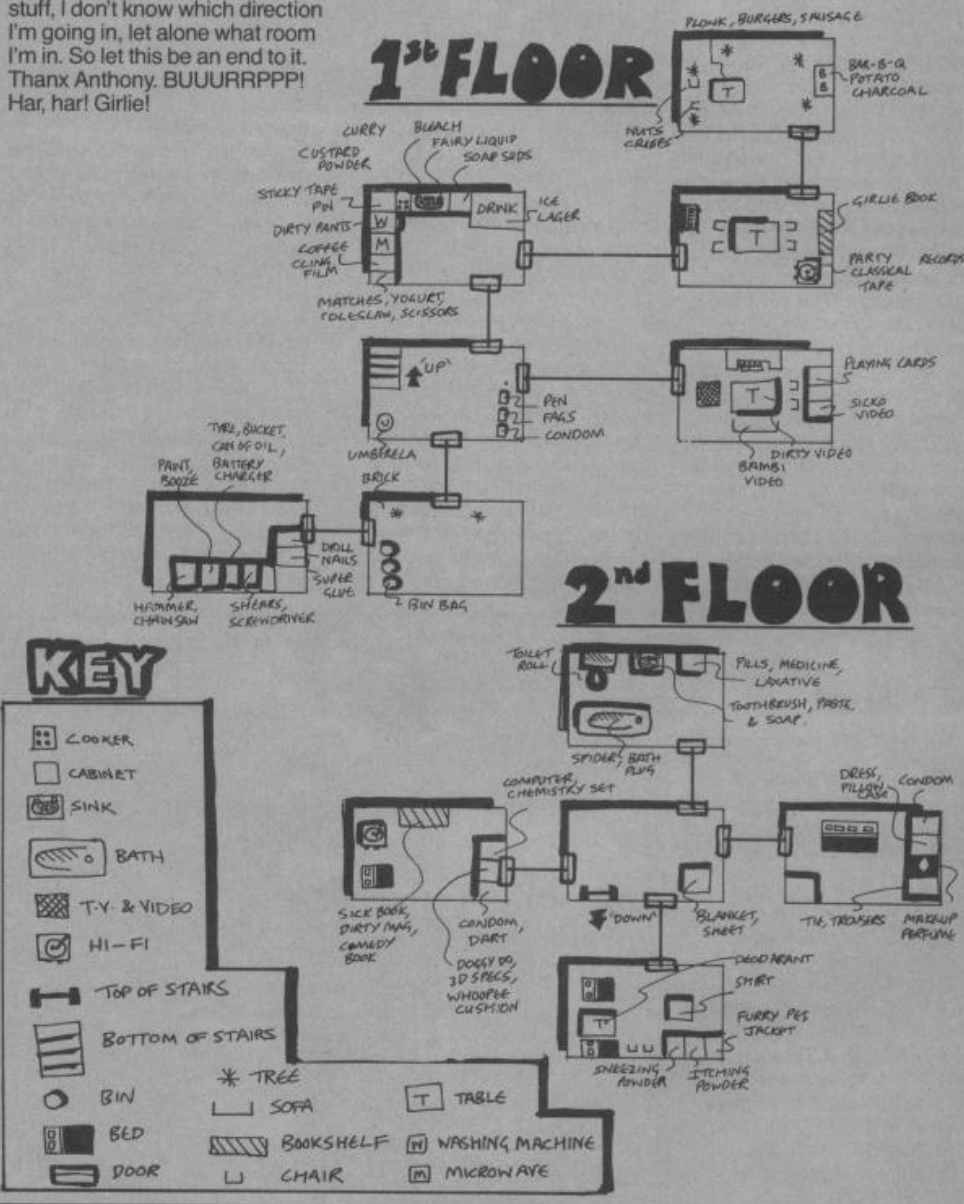 stuff, I don't know which direction
I'm going in, let alone what room
I'm in. So let this be an end to it.
Thanx Anthony. BUUURRPPP!
Har, har! Girlie!
1st FLOOR
PLONK, BURGERS, SAUSAGE
T
B
B
BAR-B-Q
POTATO
CHARCOAL
NUTS
CURRY
BLEACH
FAIRY LIQUID
SOAP SUDS
CUSTARD
POWDER
STICKY TAPE
PIN
DIRTY PANTS
COFFEE
CLING
FILM
W
M
DRINK
ICE
LAGER
MATCHES, YOGURT,
COLESLAW, SCISSORS
T
GIRLIE BOOK
PARTY RECORDS
CLASSICAL
TAPE
'UP'
U
UMBERELA
PEN
FAGS
CONDOM
T
PLAYING CARDS
SICKO
VIDEO
DIRTY VIDEO
BAMBI
VIDEO
TYRE, BUCKET,
CAN OF OIL,
BATTERY
CHARGER
PAINT,
BOOZE
DRILL
NAILS
SUPER
GLUE
HAMMER,
CHAINSAW
SHEARS,
SCREWDRIVER
BRICK
BIN BAG
2nd FLOOR
TOILET
ROLL
PILLS, MEDICINE,
LAXATIVE
TOOTHBRUSH, PASTE,
& SOAP.
SPIDER, BATH
PLUG
COMPUTER,
CHEMISTRY SET
SICK BOOK,
DIRTY MAG,
COMEDY
BOOK
CONDOM,
DART
DOGGY DO,
3D SPECS,
WHOOPEE
CUSHION
'DOWN'
BLANKET,
SHEET
DRESS,
PILLOW
CASE
CONDOM
TIE, TROUSERS
MAKEUP
PERFUME
DEODARANT
SHIRT
FURRY PES
JACKET
T
SNEEZING
POWDER
ITCHING
POWDER
KEY
COOKER
CABINET
SINK
BATH
T.V. & VIDEO
HI-FI
TOP OF STAIRS
BOTTOM OF STAIRS
BIN
BED
DOOR
TREE
SOFA
BOOKSHELF
CHAIR
T TABLE
W WASHING MACHINE
M MICROWAVE